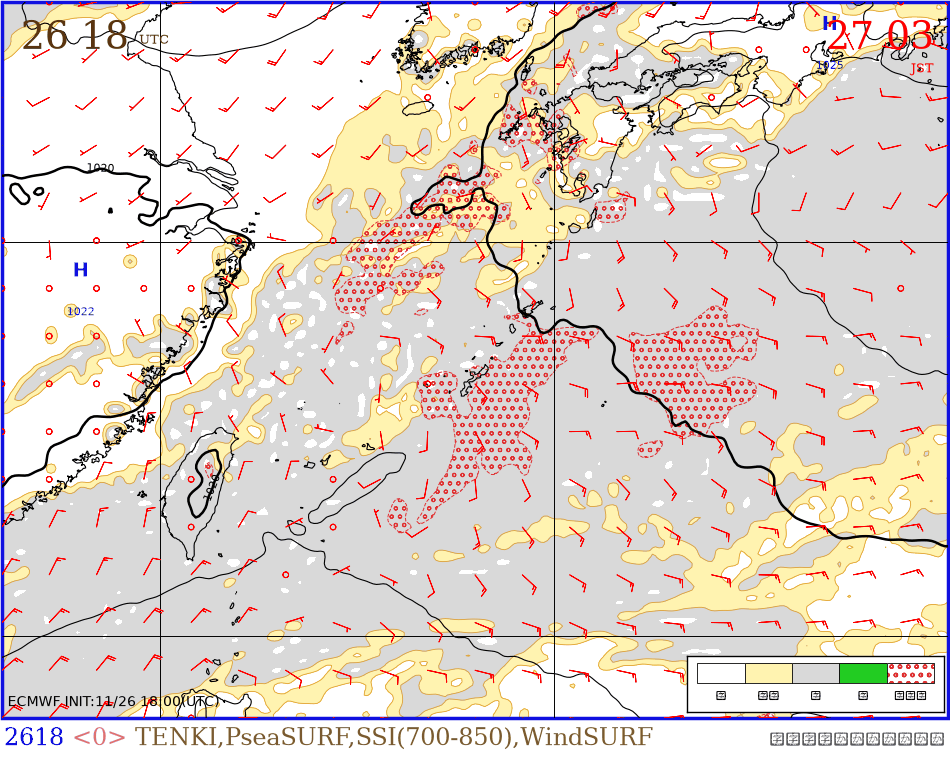 26 18 UTC
H 27 03
1025 JST
1020
H
1022
1020
ECMWF INIT:11/26 18:00(UTC)
2618 <0> TENKI,PseaSURF,SSI(700-850),WindSURF